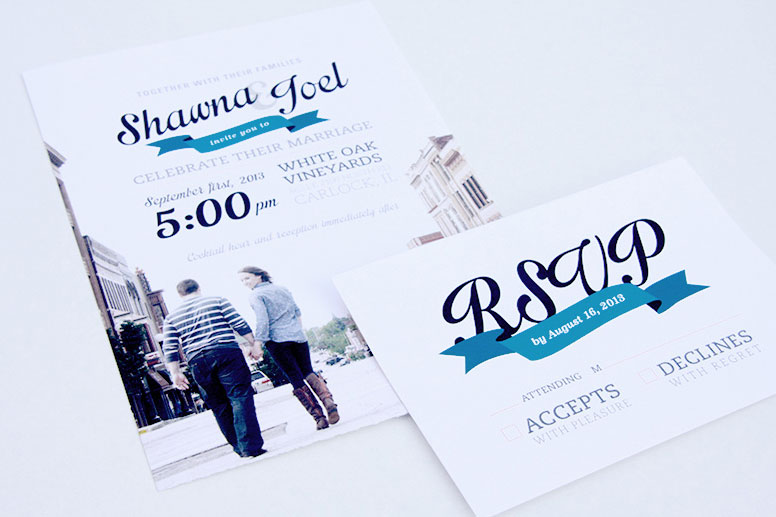 TOGETHER WITH THEIR FAMILIES
Shawna & Joel
invite you to
CELEBRATE THEIR MARRIAGE
September first, 2013
5:00 pm
WHITE OAK
VINEYARDS
CARLOCK, IL
Cocktail hour and reception immediately after
RSVP
by August 16, 2013
ATTENDING M
ACCEPTS
WITH PLEASURE
DECLINES
WITH REGRET